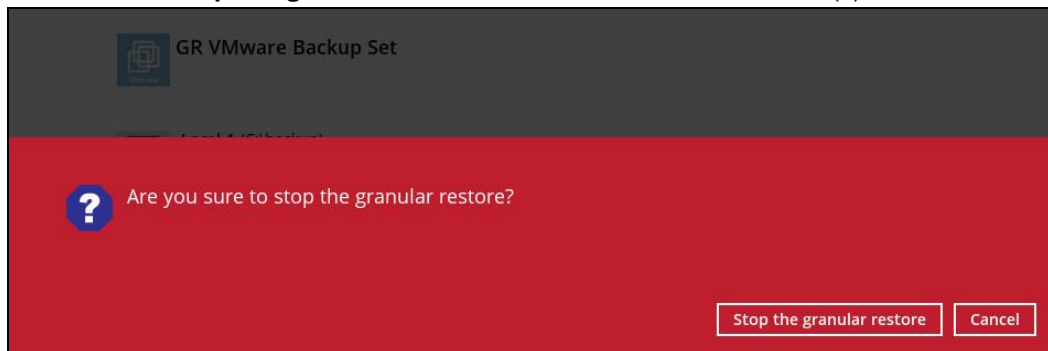 GR VMware Backup Set
Are you sure to stop the granular restore?
Stop the granular restore
Cancel